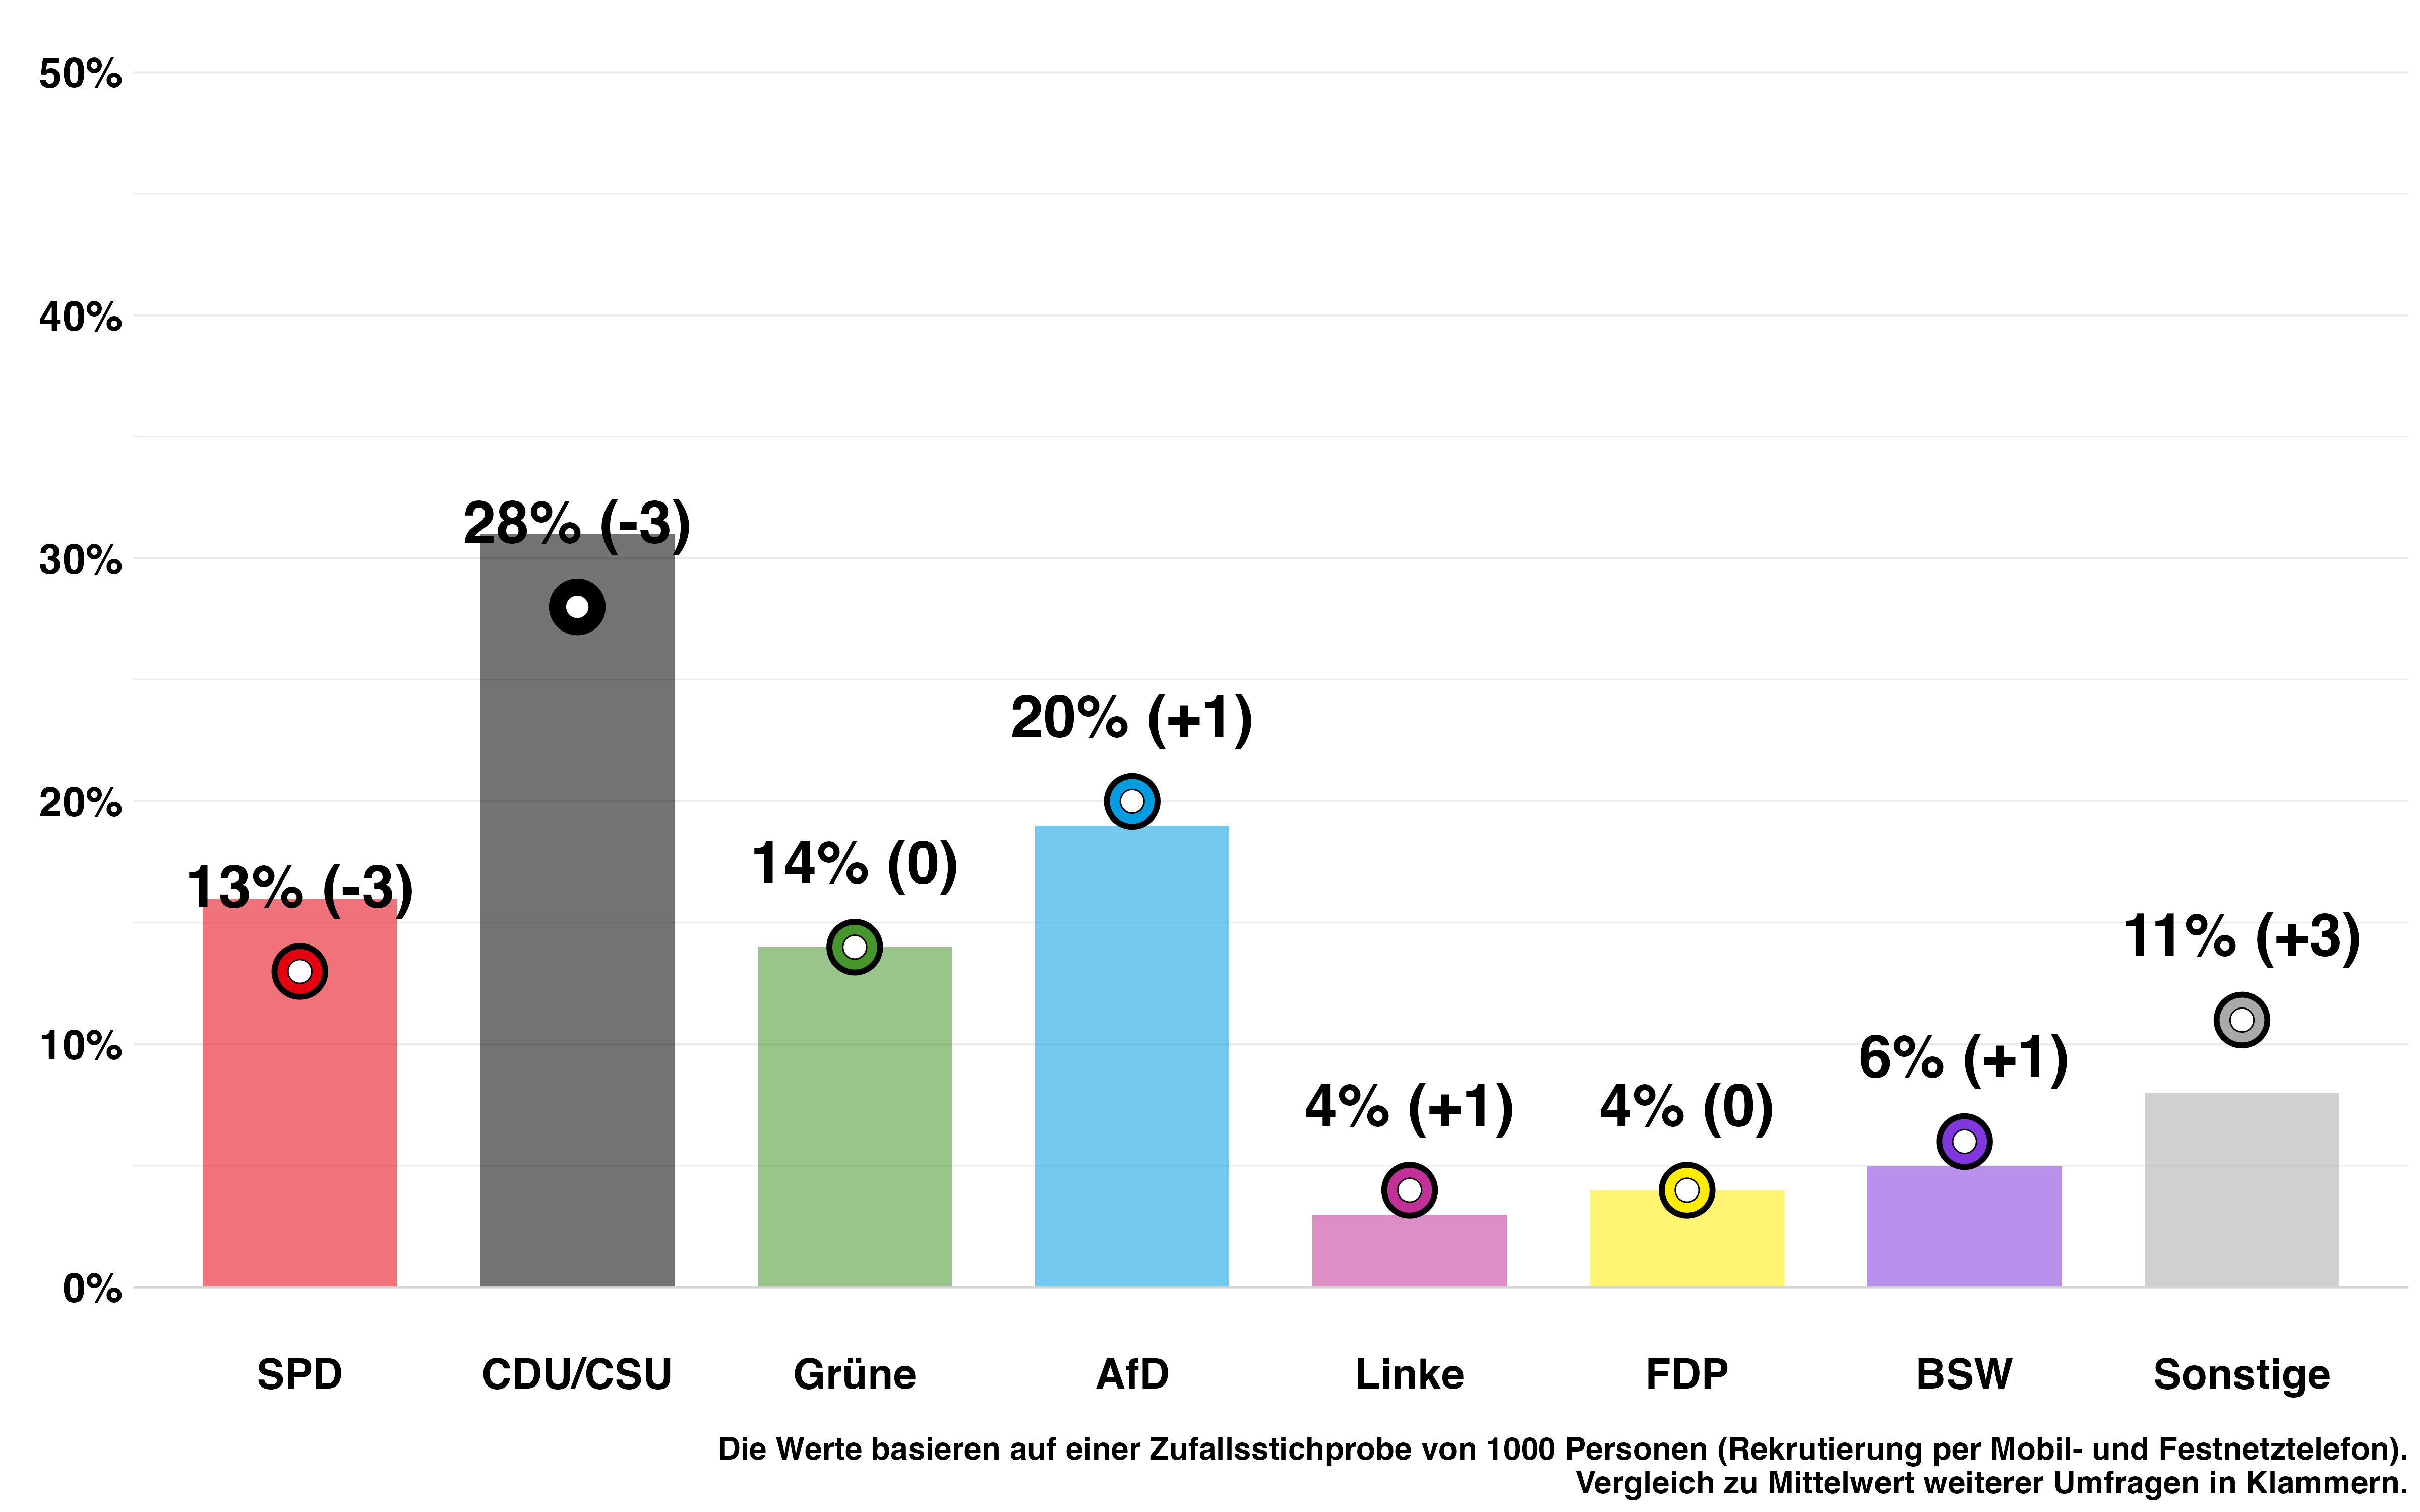 50%
40%
30%
20%
10%
0%
13% (-3)
28% (-3)
14% (0)
20% (+1)
4% (+1)
4% (0)
6% (+1)
11% (+3)
SPD
CDU/CSU
Grüne
AfD
Linke
FDP
BSW
Sonstige
Die Werte basieren auf einer Zufallsstichprobe von 1000 Personen (Rekrutierung per Mobil- und Festnetztelefon).
Vergleich zu Mittelwert weiterer Umfragen in Klammern.